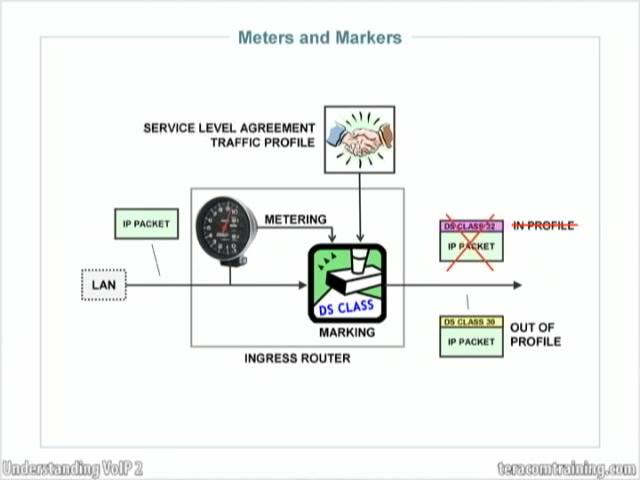 Meters and Markers
SERVICE LEVEL AGREEMENT
TRAFFIC PROFILE
IP PACKET
METERING
DS CLASS 32
IN PROFILE
IP PACKET
LAN
DS CLASS
MARKING
DS CLASS 30
IP PACKET
OUT OF
PROFILE
INGRESS ROUTER
Understanding VoIP 2
teracomtraining.com